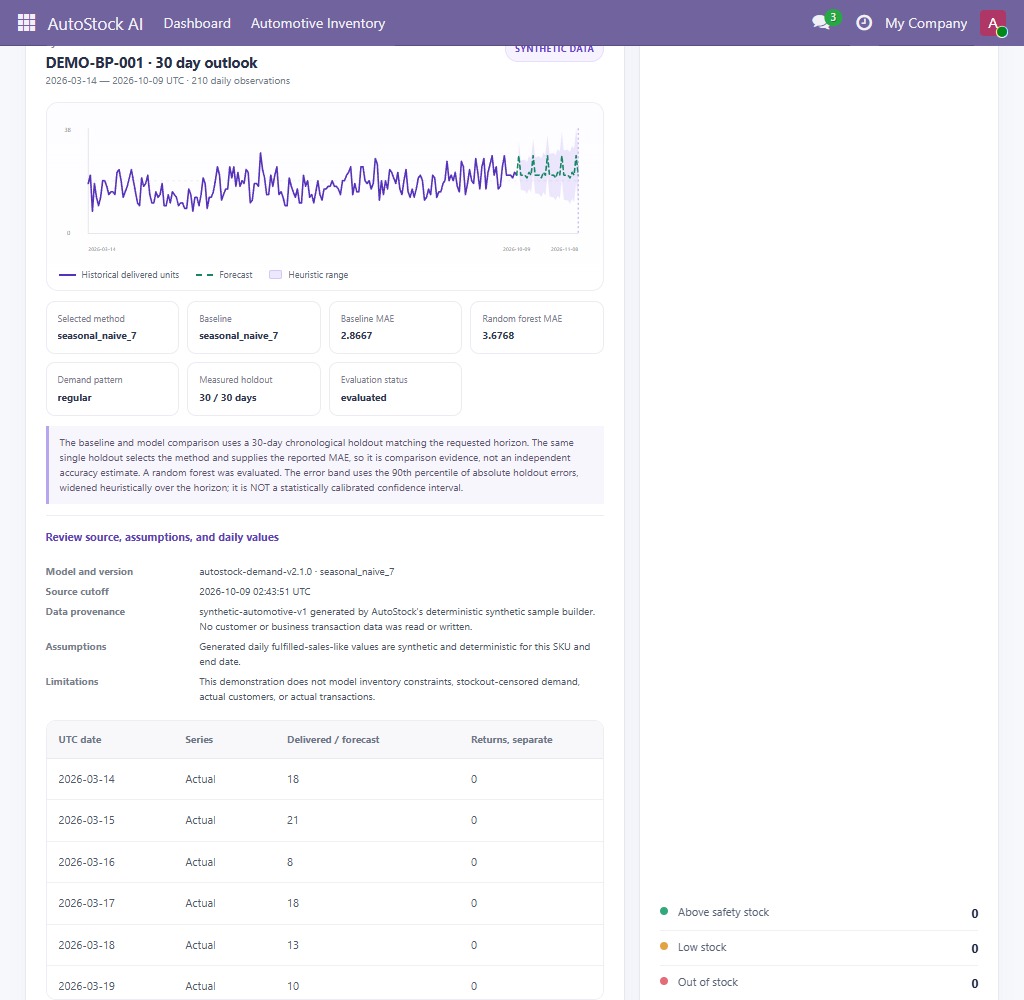 AutoStock AI Dashboard Automotive Inventory 3 My Company A
SYNTHETIC DATA
DEMO-BP-001 · 30 day outlook
2026-03-14 — 2026-10-09 UTC · 210 daily observations
38
0
2026-03-14 2026-10-09 2026-11-08
Historical delivered units Forecast Heuristic range
Selected method
seasonal_naive_7
Baseline
seasonal_naive_7
Baseline MAE
2.8667
Random forest MAE
3.6768
Demand pattern
regular
Measured holdout
30 / 30 days
Evaluation status
evaluated
The baseline and model comparison uses a 30-day chronological holdout matching the requested horizon. The same
single holdout selects the method and supplies the reported MAE, so it is comparison evidence, not an independent
accuracy estimate. A random forest was evaluated. The error band uses the 90th percentile of absolute holdout errors,
widened heuristically over the horizon; it is NOT a statistically calibrated confidence interval.
Review source, assumptions, and daily values
Model and version autostock-demand-v2.1.0 · seasonal_naive_7
Source cutoff 2026-10-09 02:43:51 UTC
Data provenance synthetic-automotive-v1 generated by AutoStock's deterministic synthetic sample builder.
No customer or business transaction data was read or written.
Assumptions Generated daily fulfilled-sales-like values are synthetic and deterministic for this SKU and
end date.
Limitations This demonstration does not model inventory constraints, stockout-censored demand,
actual customers, or actual transactions.
UTC date Series Delivered / forecast Returns, separate
2026-03-14 Actual 18 0
2026-03-15 Actual 21 0
2026-03-16 Actual 8 0
2026-03-17 Actual 18 0
2026-03-18 Actual 13 0
2026-03-19 Actual 10 0
Above safety stock 0
Low stock 0
Out of stock 0